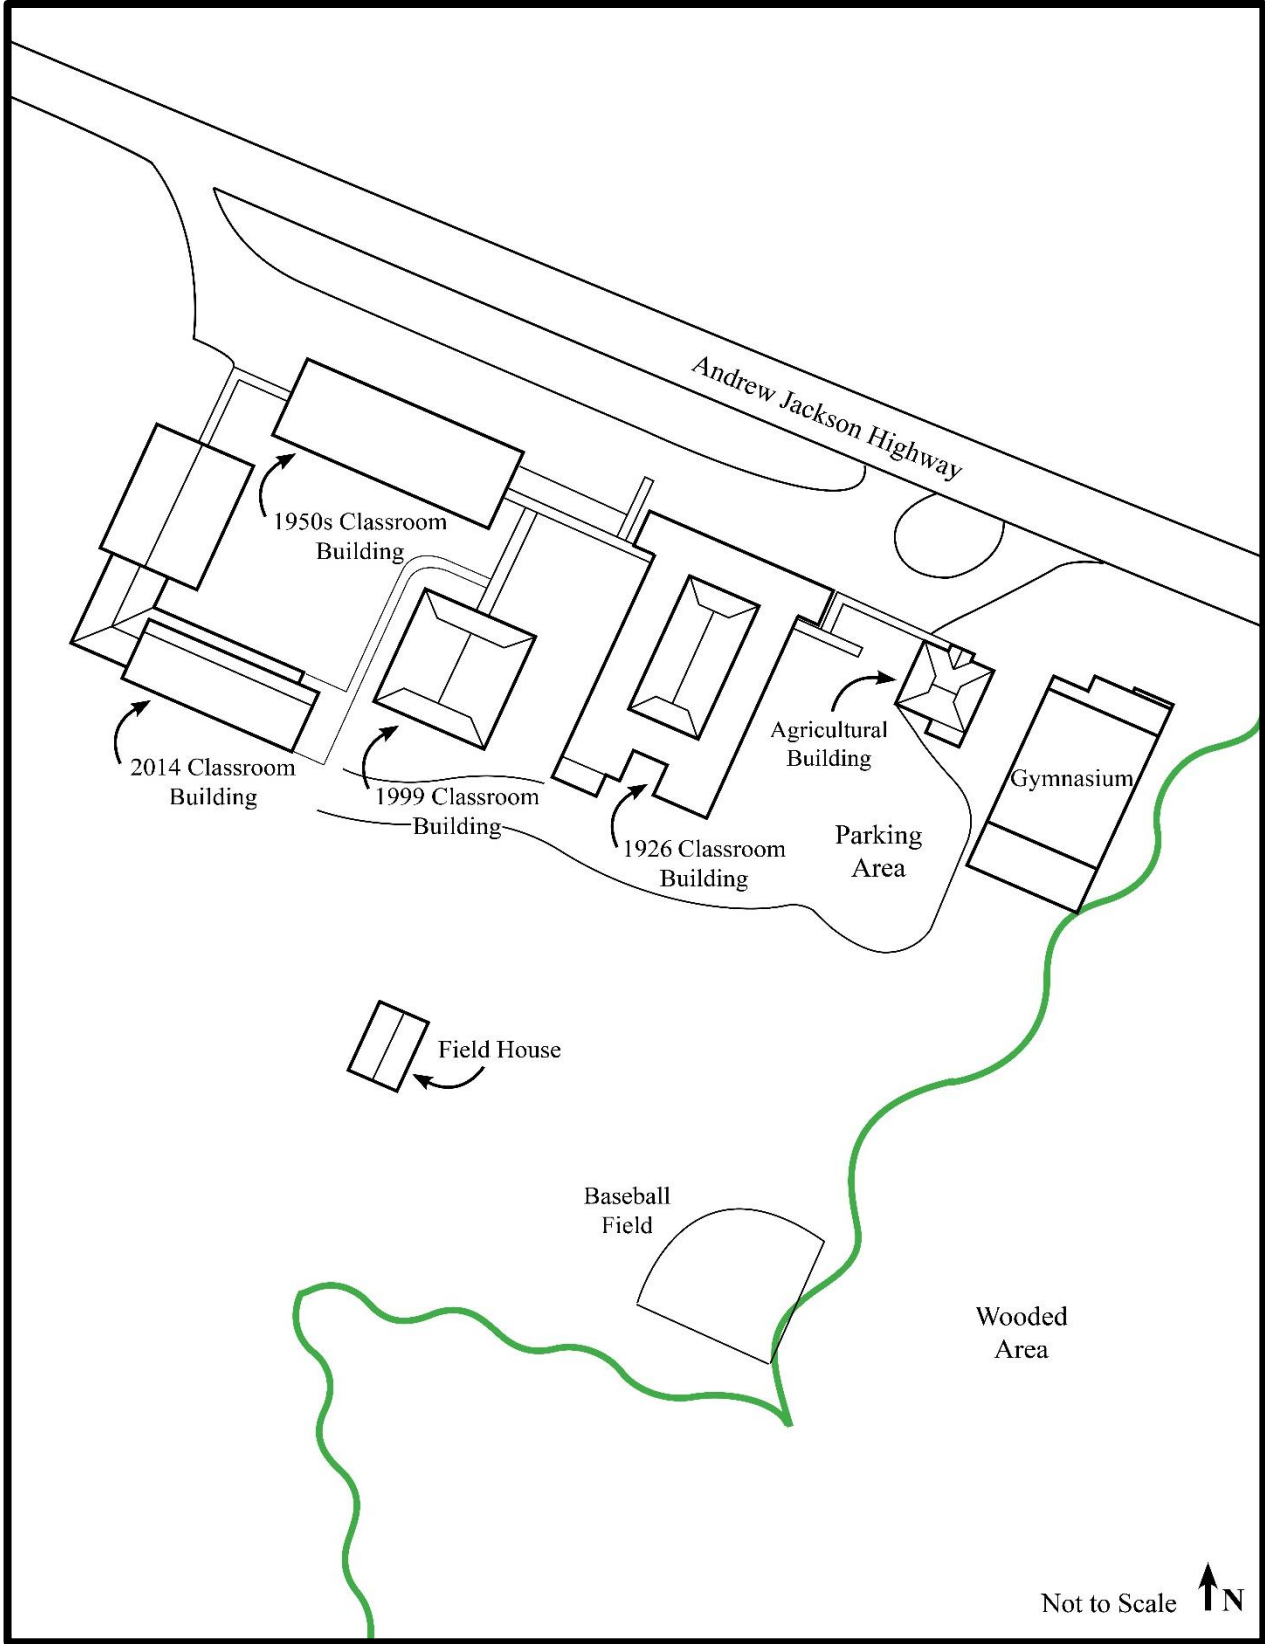 Andrew Jackson Highway
1950s Classroom
Building
2014 Classroom
Building
1999 Classroom
Building
1926 Classroom
Building
Agricultural
Building
Gymnasium
Parking
Area
Field House
Baseball
Field
Wooded
Area
Not to Scale
N